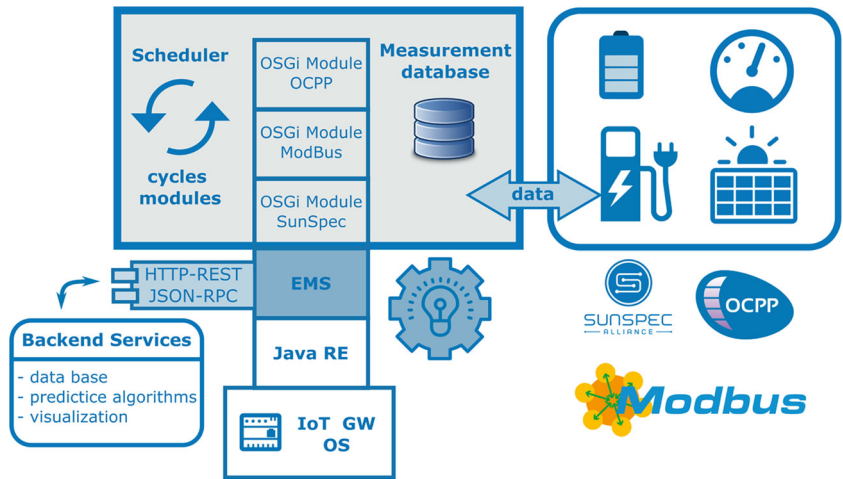 Scheduler
cycles
modules
OSGi Module
OCPP
OSGi Module
ModBus
OSGi Module
SunSpec
Measurement
database
data
HTTP-REST
JSON-RPC
EMS
Java RE
IoT GW
OS
Backend Services
- data base
- predictice algorithms
- visualization
SUNSPEC
ALLIANCE
OCPP
Modbus